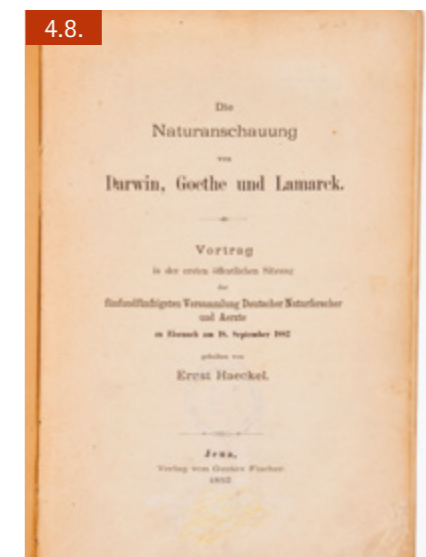 4.8.
Die
Naturanschauung
von
Darwin, Goethe und Lamarck.
Vortrag
in der ersten öffentlichen Sitzung
der
fünfundfünfzigsten Versammlung Deutscher Naturforscher
und Aerzte
zu Eisenach am 18. September 1882
gehalten von
Ernst Haeckel.
Jena,
Verlag von Gustav Fischer
1882.